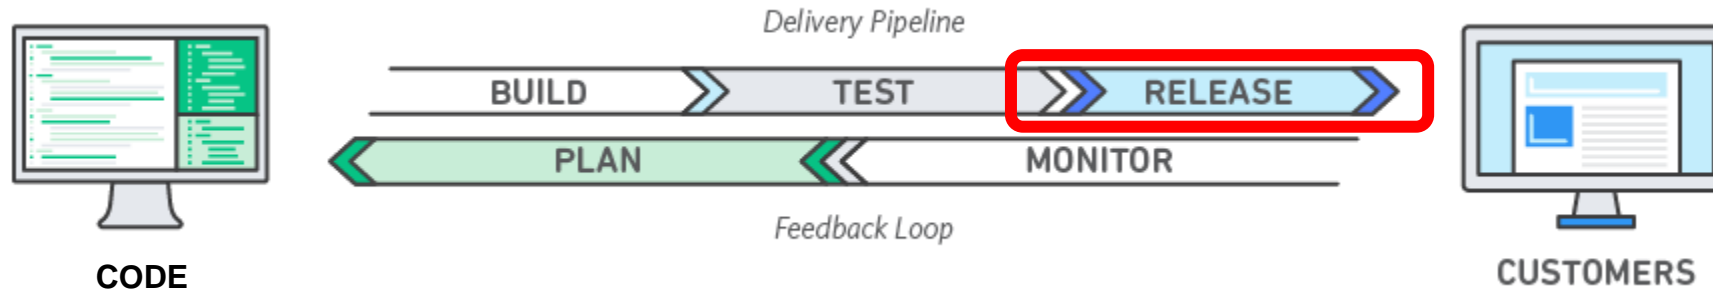 Delivery Pipeline
BUILD TEST RELEASE
PLAN MONITOR
Feedback Loop
CODE
CUSTOMERS